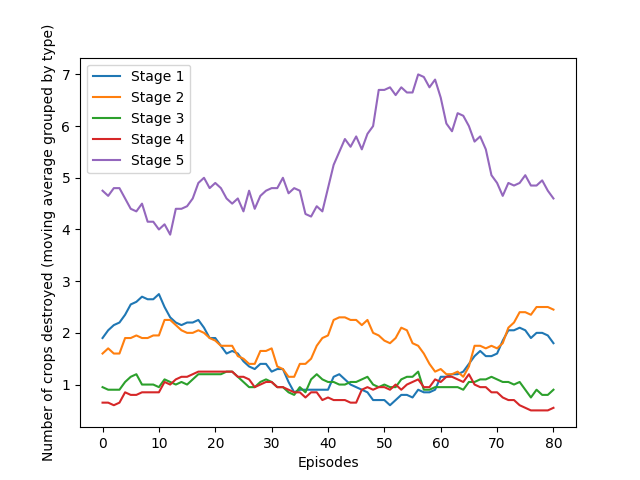 Number of crops destroyed (moving average grouped by type)
7
6
5
4
3
2
1
Stage 1
Stage 2
Stage 3
Stage 4
Stage 5
0 10 20 30 40 50 60 70 80
Episodes